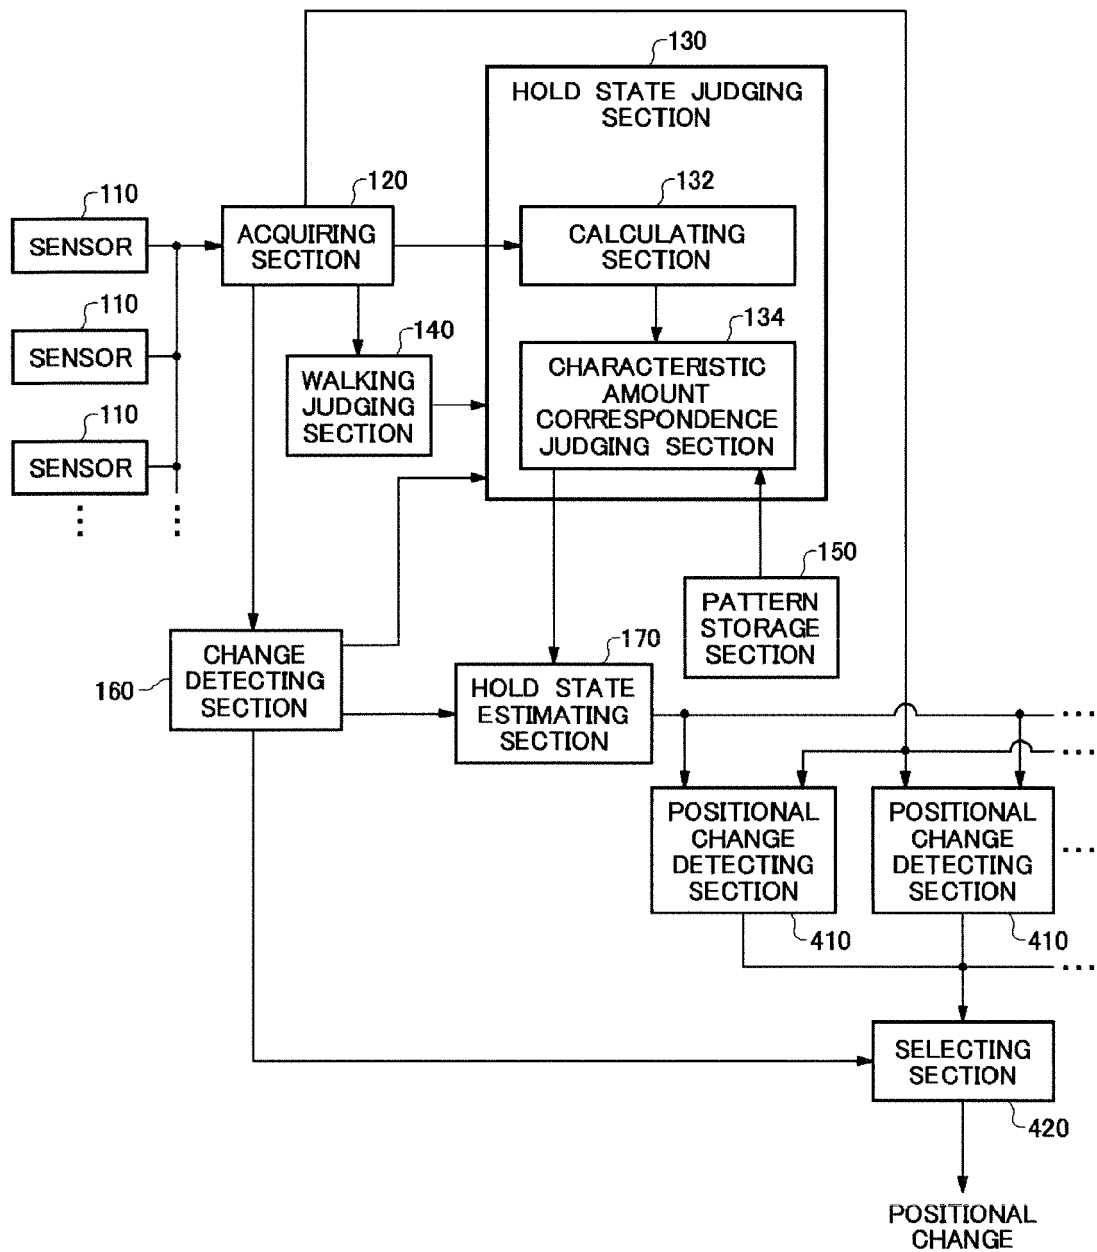 130
HOLD STATE JUDGING
SECTION
110
SENSOR
120
ACQUIRING
SECTION
132
CALCULATING
SECTION
110
SENSOR
140
WALKING
JUDGING
SECTION
134
CHARACTERISTIC
AMOUNT
CORRESPONDENCE
JUDGING SECTION
110
SENSOR
150
PATTERN
STORAGE
SECTION
160
CHANGE
DETECTING
SECTION
170
HOLD STATE
ESTIMATING
SECTION
POSITIONAL
CHANGE
DETECTING
SECTION
410
POSITIONAL
CHANGE
DETECTING
SECTION
410
SELECTING
SECTION
420
POSITIONAL
CHANGE